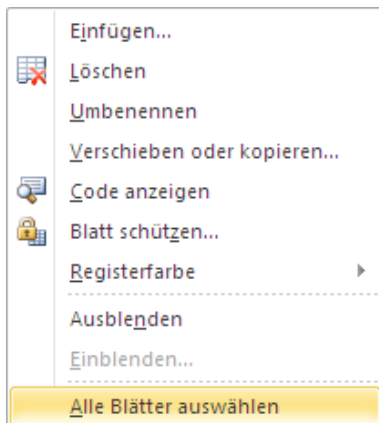 Einfügen...
Löschen
Umbenennen
Verschieben oder kopieren...
Code anzeigen
Blatt schützen...
Registerfarbe
Ausblenden
Einblenden...
Alle Blätter auswählen